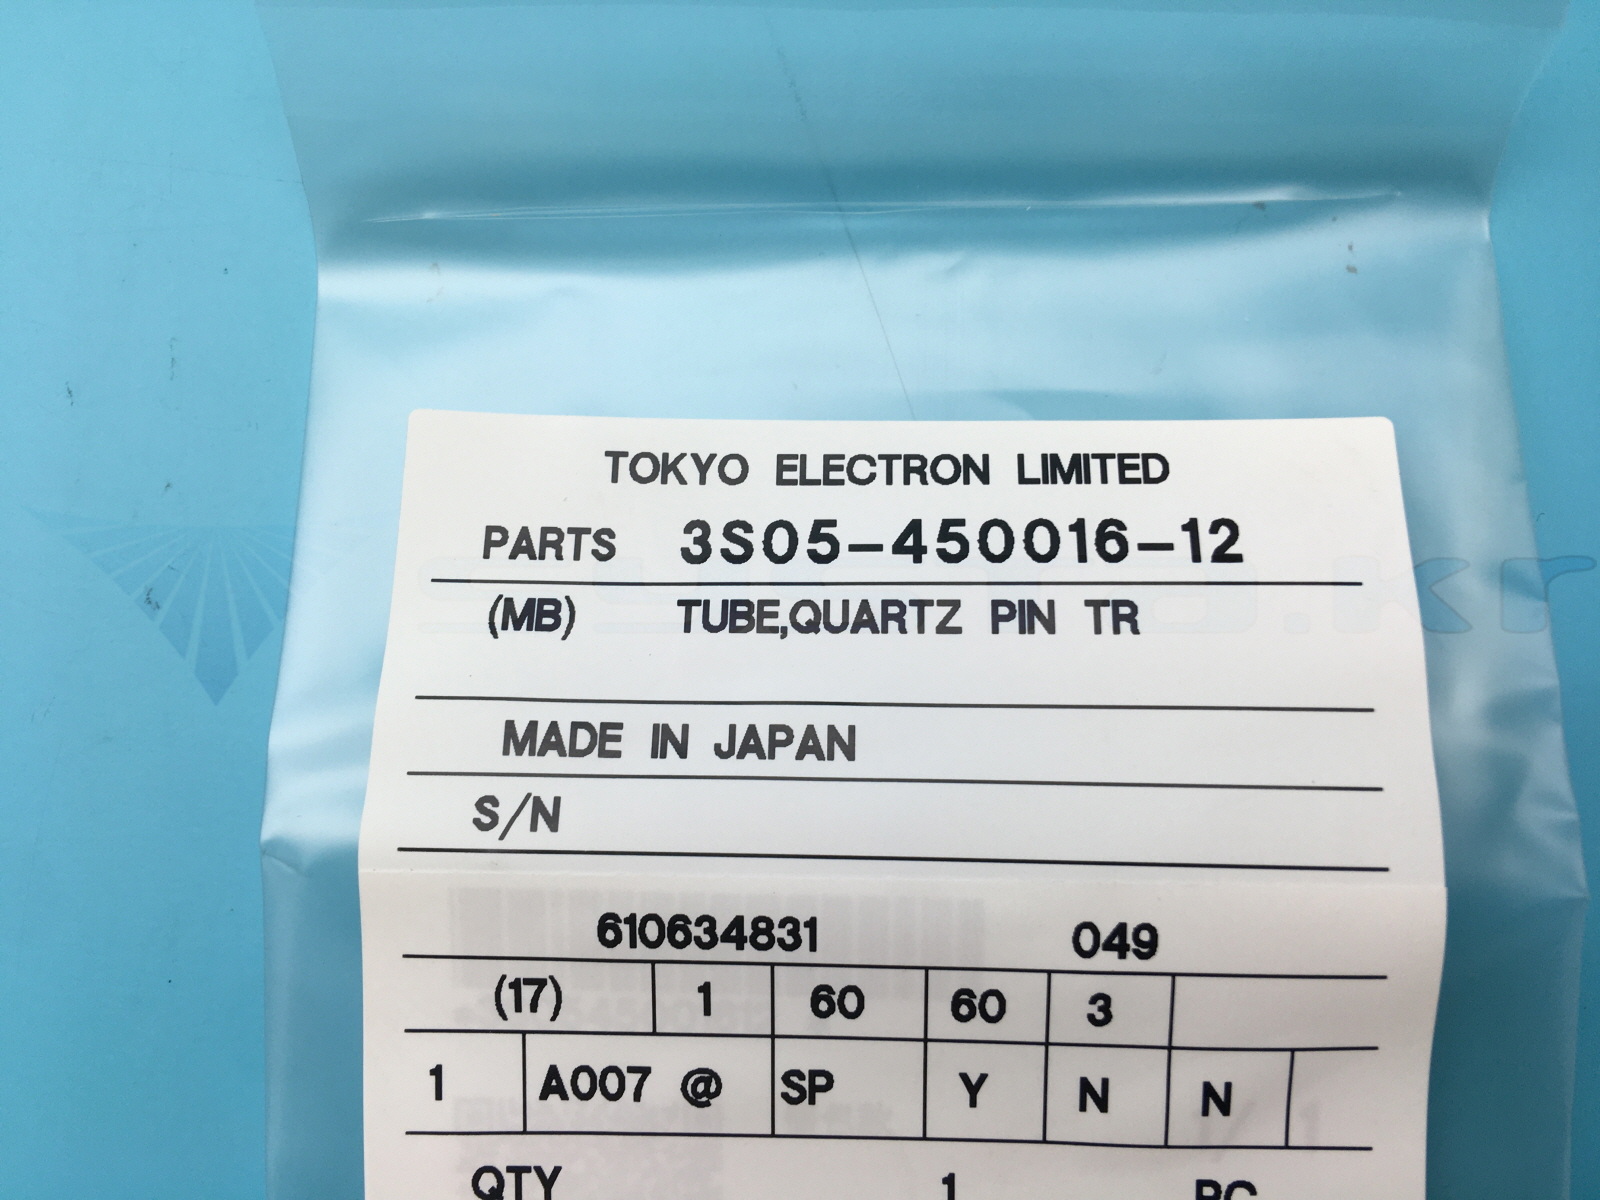 TOKYO ELECTRON LIMITED
PARTS 3S05-450016-12
(MB) TUBE,QUARTZ PIN TR
MADE IN JAPAN
S/N
610634831 049
(17) 1 60 60 3
1 A007 @ SP Y N N
QTY 1 PC